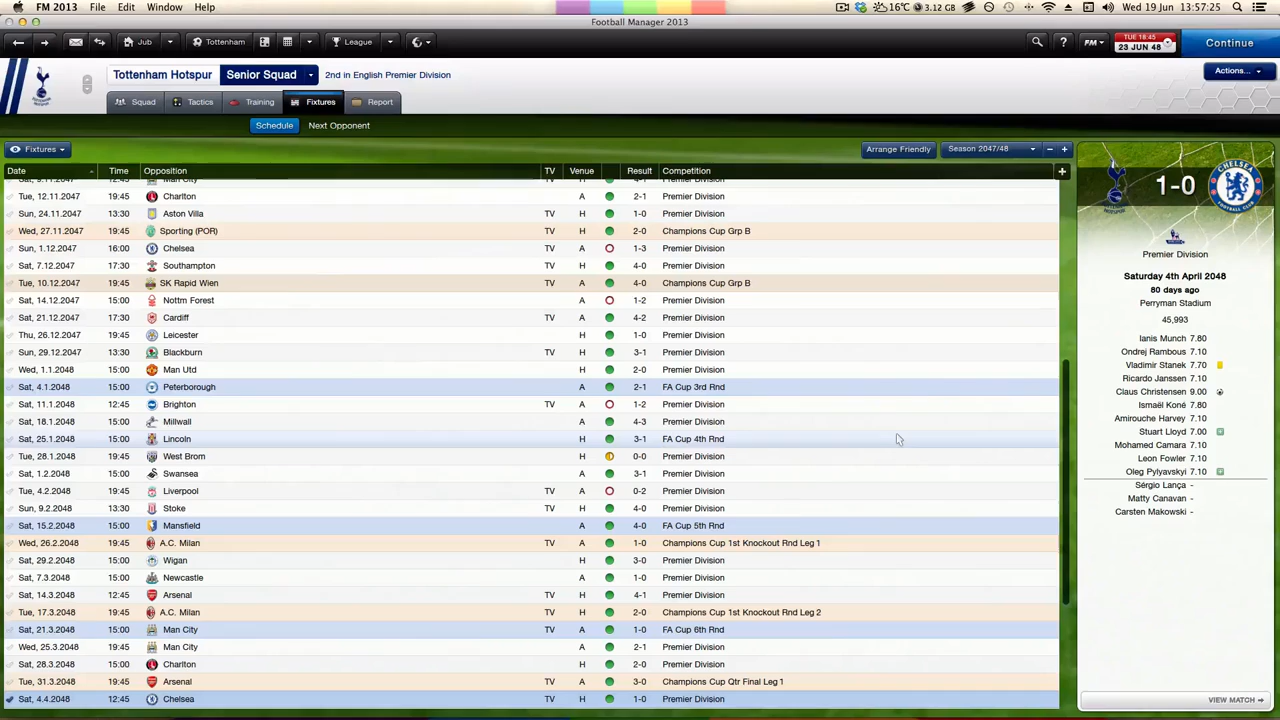 FM 2013 File Edit Window Help 16°C 3.12 GB Wed 19 Jun 13:57:25
Football Manager 2013
Job Tottenham League FM TUE 18:45 23 JUN 48 Continue
Tottenham Hotspur Senior Squad 2nd in English Premier Division Actions...
Squad Tactics Training Fixtures Report
Schedule Next Opponent
Fixtures Arrange Friendly Season 2047/48
Date Time Opposition TV Venue Result Competition
Sat, 9.11.2047 12:45 Man City TV H 4-1 Premier Division
Tue, 12.11.2047 19:45 Charlton A 2-1 Premier Division
Sun, 24.11.2047 13:30 Aston Villa TV H 1-0 Premier Division
Wed, 27.11.2047 19:45 Sporting (POR) TV H 2-0 Champions Cup Grp B
Sun, 1.12.2047 16:00 Chelsea TV A 1-3 Premier Division
Sat, 7.12.2047 17:30 Southampton TV H 4-0 Premier Division
Tue, 10.12.2047 19:45 SK Rapid Wien TV A 4-0 Champions Cup Grp B
Sat, 14.12.2047 15:00 Nottm Forest A 1-2 Premier Division
Sat, 21.12.2047 17:30 Cardiff TV A 4-2 Premier Division
Thu, 26.12.2047 19:45 Leicester H 1-0 Premier Division
Sun, 29.12.2047 13:30 Blackburn TV H 3-1 Premier Division
Wed, 1.1.2048 15:00 Man Utd H 2-0 Premier Division
Sat, 4.1.2048 15:00 Peterborough A 2-1 FA Cup 3rd Rnd
Sat, 11.1.2048 12:45 Brighton TV A 1-2 Premier Division
Sat, 18.1.2048 15:00 Millwall A 4-3 Premier Division
Sat, 25.1.2048 15:00 Lincoln H 3-1 FA Cup 4th Rnd
Tue, 28.1.2048 19:45 West Brom H 0-0 Premier Division
Sat, 1.2.2048 15:00 Swansea A 3-1 Premier Division
Tue, 4.2.2048 19:45 Liverpool TV A 0-2 Premier Division
Sun, 9.2.2048 13:30 Stoke TV H 4-0 Premier Division
Sat, 15.2.2048 15:00 Mansfield A 4-0 FA Cup 5th Rnd
Wed, 26.2.2048 19:45 A.C. Milan TV A 1-0 Champions Cup 1st Knockout Rnd Leg 1
Sat, 29.2.2048 15:00 Wigan H 3-0 Premier Division
Sat, 7.3.2048 15:00 Newcastle A 1-0 Premier Division
Sat, 14.3.2048 12:45 Arsenal TV H 4-1 Premier Division
Tue, 17.3.2048 19:45 A.C. Milan TV H 2-0 Champions Cup 1st Knockout Rnd Leg 2
Sat, 21.3.2048 15:00 Man City TV A 1-0 FA Cup 6th Rnd
Wed, 25.3.2048 19:45 Man City A 2-1 Premier Division
Sat, 28.3.2048 15:00 Charlton H 2-0 Premier Division
Tue, 31.3.2048 19:45 Arsenal TV A 3-0 Champions Cup Qtr Final Leg 1
Sat, 4.4.2048 12:45 Chelsea TV H 1-0 Premier Division
1-0
Premier Division
Saturday 4th April 2048
80 days ago
Perryman Stadium
45,993
Ianis Munch 7.80
Ondrej Rambous 7.10
Vladimir Stanek 7.70
Ricardo Janssen 7.10
Claus Christensen 9.00
Ismaël Koné 7.80
Amirouche Harvey 7.10
Stuart Lloyd 7.00
Mohamed Camara 7.10
Leon Fowler 7.10
Oleg Pylyavskyi 7.10
Sérgio Lança -
Matty Canavan -
Carsten Makowski -
VIEW MATCH